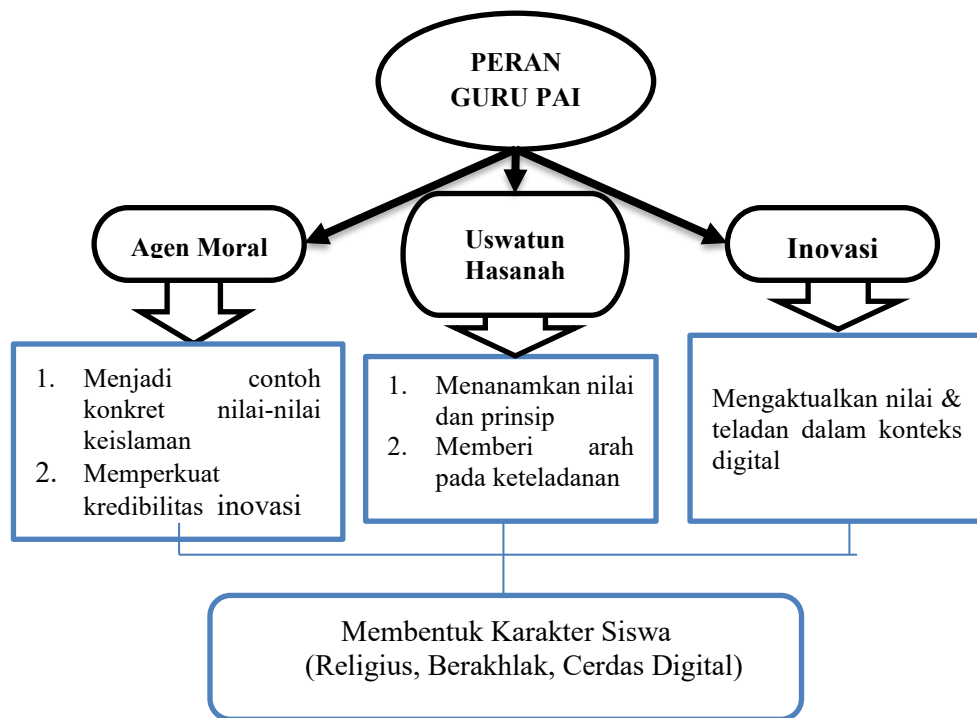 PERAN
GURU PAI
Agen Moral
Uswatun
Hasanah
Inovasi
1. Menjadi contoh
konkret nilai-nilai
keislaman
2. Memperkuat
kredibilitas inovasi
1. Menanamkan nilai
dan prinsip
2. Memberi arah
pada keteladanan
Mengaktualkan nilai &
teladan dalam konteks
digital
Membentuk Karakter Siswa
(Religius, Berakhlak, Cerdas Digital)